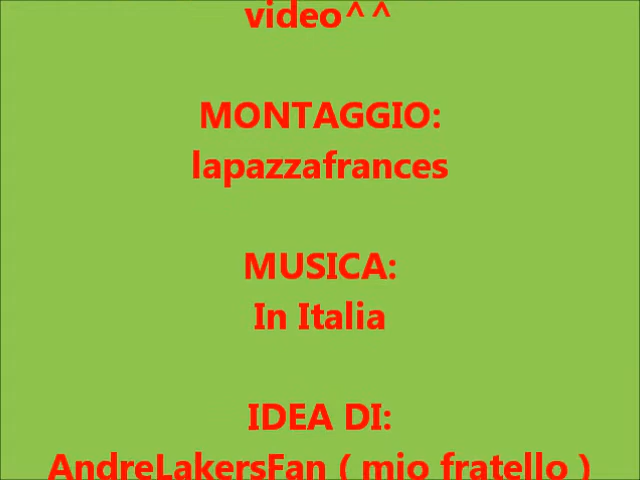 video^^
MONTAGGIO:
lapazzafrances
MUSICA:
In Italia
IDEA DI:
AndreLakersFan ( mio fratello )